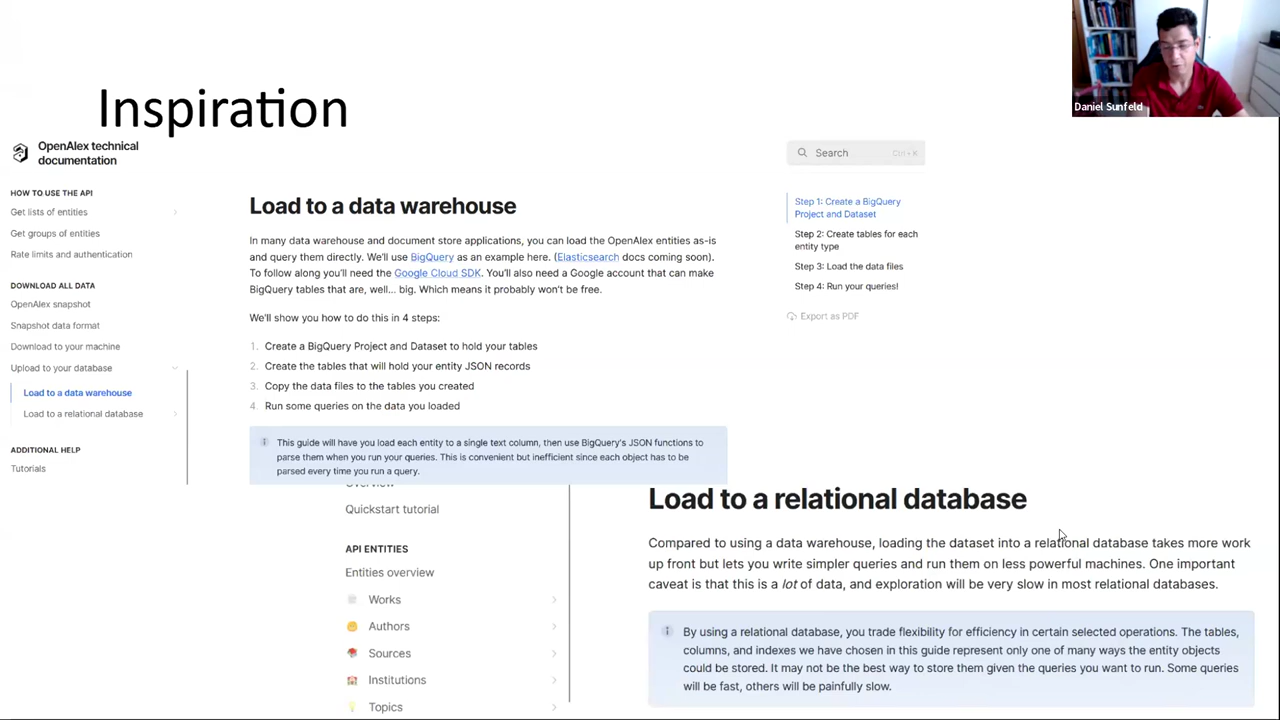 Inspiration
Daniel Sunfeld
OpenAlex technical
documentation
HOW TO USE THE API
Get lists of entities
Get groups of entities
Rate limits and authentication
DOWNLOAD ALL DATA
OpenAlex snapshot
Snapshot data format
Download to your machine
Upload to your database
Load to a data warehouse
Load to a relational database
ADDITIONAL HELP
Tutorials
Load to a data warehouse
In many data warehouse and document store applications, you can load the OpenAlex entities as-is
and query them directly. We'll use BigQuery as an example here. (Elasticsearch docs coming soon).
To follow along you'll need the Google Cloud SDK. You'll also need a Google account that can make
BigQuery tables that are, well... big. Which means it probably won't be free.
We'll show you how to do this in 4 steps:
1. Create a BigQuery Project and Dataset to hold your tables
2. Create the tables that will hold your entity JSON records
3. Copy the data files to the tables you created
4. Run some queries on the data you loaded
This guide will have you load each entity to a single text column, then use BigQuery's JSON functions to
parse them when you run your queries. This is convenient but inefficient since each object has to be
parsed every time you run a query.
Search Ctrl + K
Step 1: Create a BigQuery
Project and Dataset
Step 2: Create tables for each
entity type
Step 3: Load the data files
Step 4: Run your queries!
Export as PDF
Overview
Quickstart tutorial
API ENTITIES
Entities overview
Works
Authors
Sources
Institutions
Topics
Load to a relational database
Compared to using a data warehouse, loading the dataset into a relational database takes more work
up front but lets you write simpler queries and run them on less powerful machines. One important
caveat is that this is a lot of data, and exploration will be very slow in most relational databases.
By using a relational database, you trade flexibility for efficiency in certain selected operations. The tables,
columns, and indexes we have chosen in this guide represent only one of many ways the entity objects
could be stored. It may not be the best way to store them given the queries you want to run. Some queries
will be fast, others will be painfully slow.